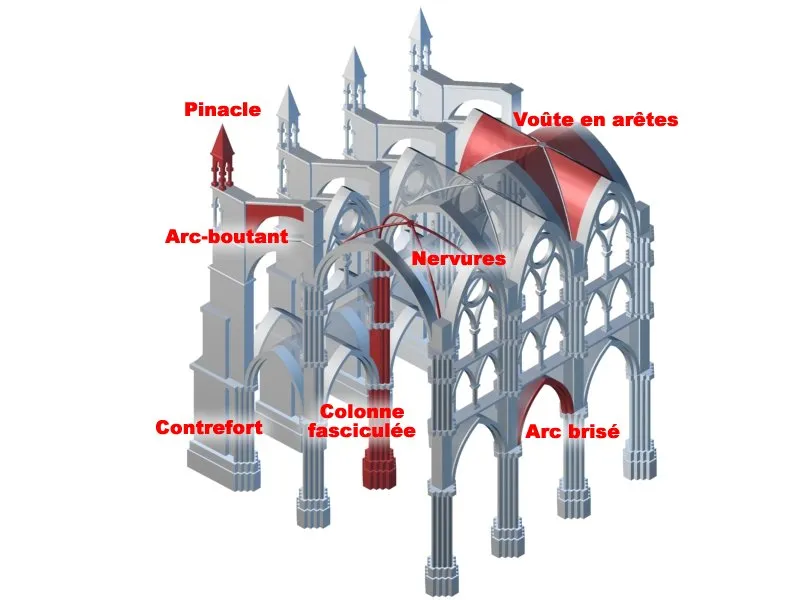 Pinacle
Voûte en arêtes
Arc-boutant
Nervures
Contrefort
Colonne
fasciculée
Arc brisé